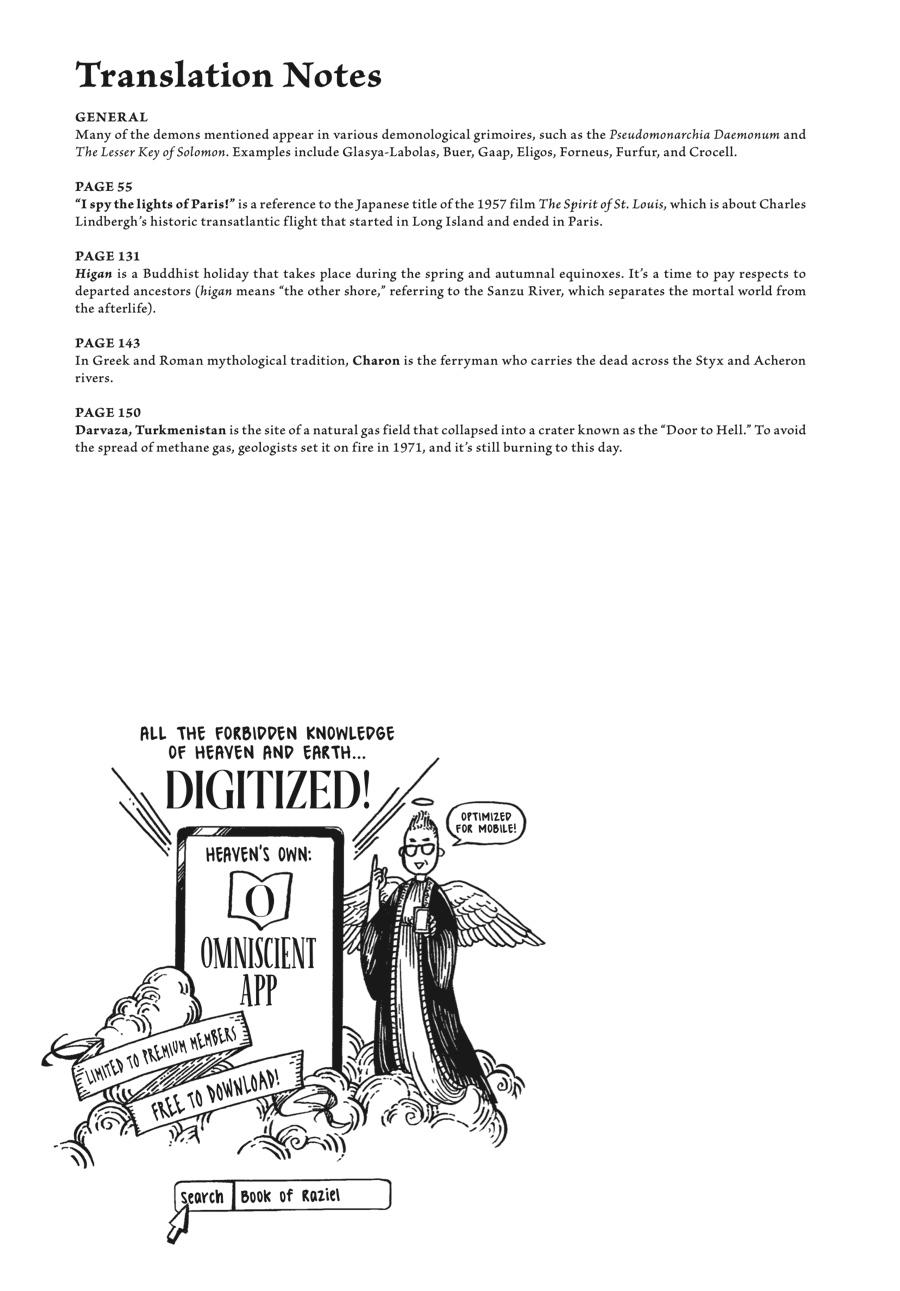 Translation Notes
GENERAL
Many of the demons mentioned appear in various demonological grimoires, such as the Pseudomonarchia Daemonum and
The Lesser Key of Solomon. Examples include Glasya-Labolas, Buer, Gaap, Eligos, Forneus, Furfur, and Crocell.
PAGE 55
“I spy the lights of Paris!” is a reference to the Japanese title of the 1957 film The Spirit of St. Louis, which is about Charles
Lindbergh’s historic transatlantic flight that started in Long Island and ended in Paris.
PAGE 131
Higan is a Buddhist holiday that takes place during the spring and autumnal equinoxes. It’s a time to pay respects to
departed ancestors (higan means “the other shore,” referring to the Sanzu River, which separates the mortal world from
the afterlife).
PAGE 143
In Greek and Roman mythological tradition, Charon is the ferryman who carries the dead across the Styx and Acheron
rivers.
PAGE 150
Darvaza, Turkmenistan is the site of a natural gas field that collapsed into a crater known as the “Door to Hell.” To avoid
the spread of methane gas, geologists set it on fire in 1971, and it’s still burning to this day.
ALL THE FORBIDDEN KNOWLEDGE
OF HEAVEN AND EARTH...
DIGITIZED!
OPTIMIZED
FOR MOBILE!
HEAVEN'S OWN:
O
OMNISCIENT
APP
LIMITED TO PREMIUM MEMBERS
FREE TO DOWNLOAD!
Search Book of Raziel